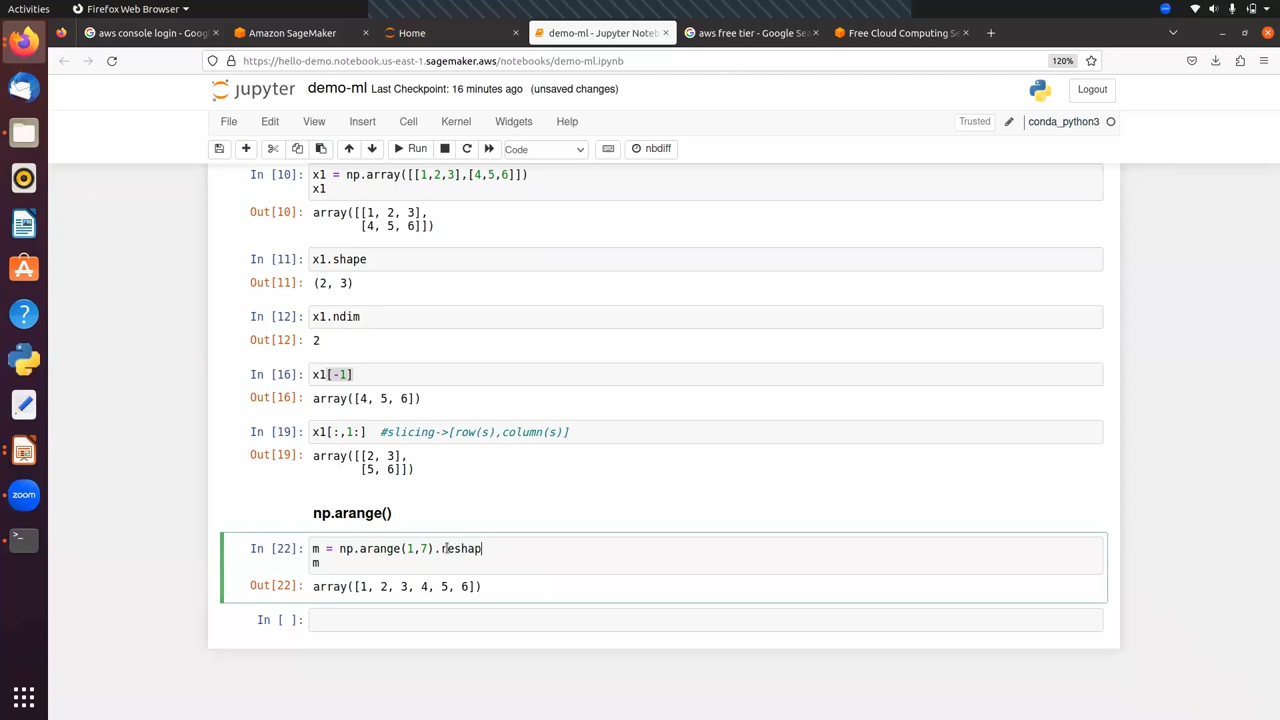 Activities
Firefox Web Browser
aws console login - Goog
Amazon SageMaker
Home
demo-ml - Jupyter Noteb
aws free tier - Google Sea
Free Cloud Computing Se
https://hello-demo.notebook.us-east-1.sagemaker.aws/notebooks/demo-ml.ipynb
120%
jupyter demo-ml Last Checkpoint: 16 minutes ago (unsaved changes)
Logout
File Edit View Insert Cell Kernel Widgets Help
Trusted
conda_python3
Run
Code
nbdiff
In [10]: x1 = np.array([[1,2,3],[4,5,6]])
x1
Out[10]: array([[1, 2, 3],
[4, 5, 6]])
In [11]: x1.shape
Out[11]: (2, 3)
In [12]: x1.ndim
Out[12]: 2
In [16]: x1[-1]
Out[16]: array([4, 5, 6])
In [19]: x1[:,1:] #slicing->[row(s),column(s)]
Out[19]: array([[2, 3],
[5, 6]])
zoom
np.arange()
In [22]: m = np.arange(1,7).reshap
m
Out[22]: array([1, 2, 3, 4, 5, 6])
In [ ]: